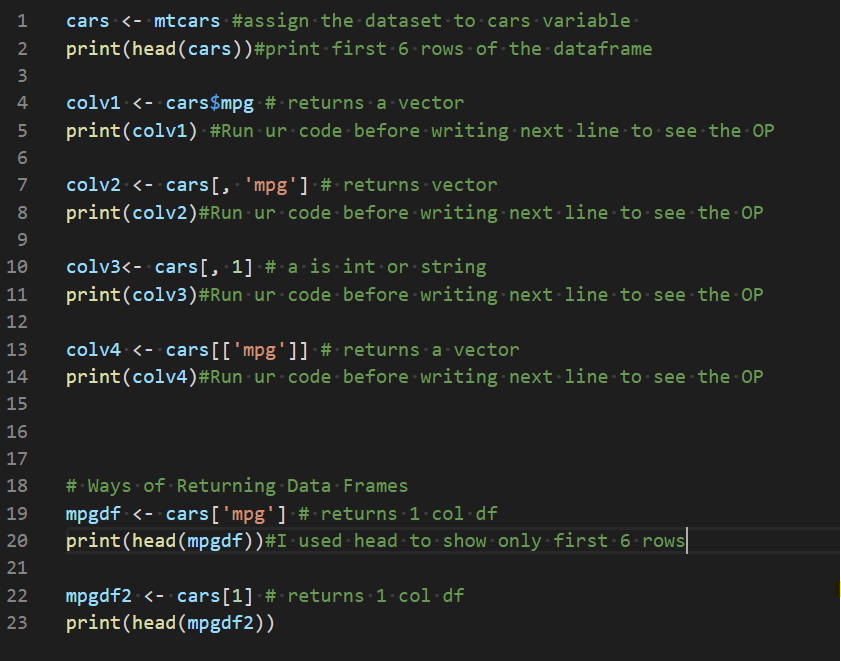 1 cars <- mtcars #assign the dataset to cars variable
2 print(head(cars))#print first 6 rows of the dataframe
3
4 colv1 <- cars$mpg # returns a vector
5 print(colv1) #Run ur code before writing next line to see the OP
6
7 colv2 <- cars[, 'mpg'] # returns vector
8 print(colv2)#Run ur code before writing next line to see the OP
9
10 colv3<- cars[, 1] # a is int or string
11 print(colv3)#Run ur code before writing next line to see the OP
12
13 colv4 <- cars[['mpg']] # returns a vector
14 print(colv4)#Run ur code before writing next line to see the OP
15
16
17
18 # Ways of Returning Data Frames
19 mpgdf <- cars['mpg'] # returns 1 col df
20 print(head(mpgdf))#I used head to show only first 6 rows
21
22 mpgdf2 <- cars[1] # returns 1 col df
23 print(head(mpgdf2))